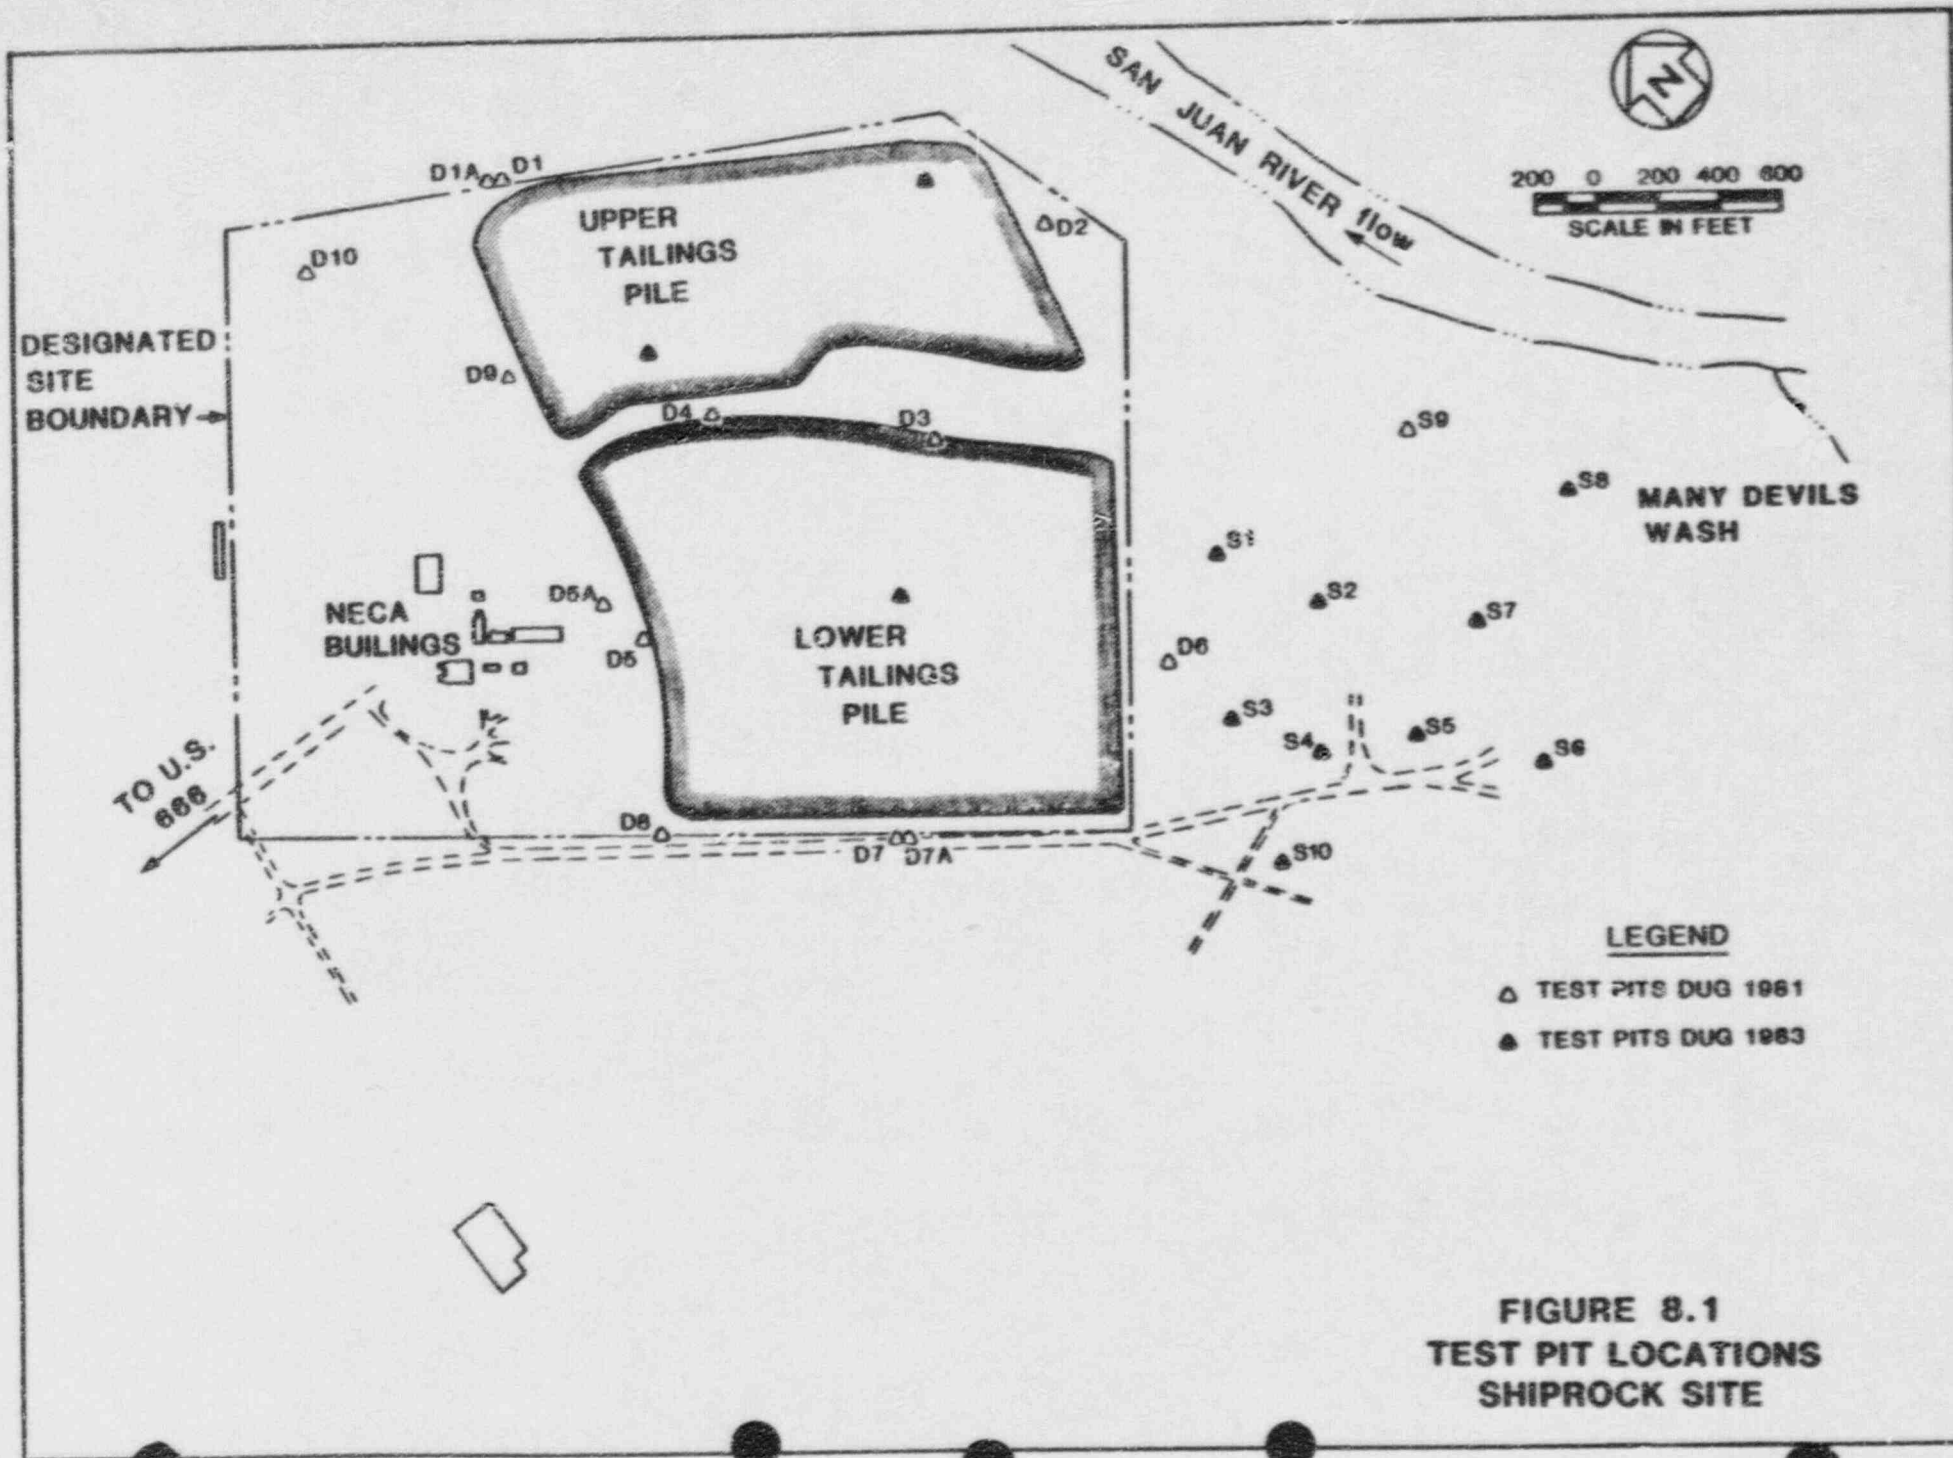 SAN JUAN RIVER flow
N
200 0 200 400 600
SCALE IN FEET
D1A
D1
UPPER
TAILINGS
PILE
D2
D10
DESIGNATED
SITE
BOUNDARY
D9
D4
D3
S9
S8
MANY DEVILS
WASH
S1
S2
S7
NECA
BUILINGS
D5A
D5
LOWER
TAILINGS
PILE
D6
S3
S4
S5
S6
TO U.S.
666
D8
D7 D7A
S10
LEGEND
TEST PITS DUG 1981
TEST PITS DUG 1983
FIGURE 8.1
TEST PIT LOCATIONS
SHIPROCK SITE